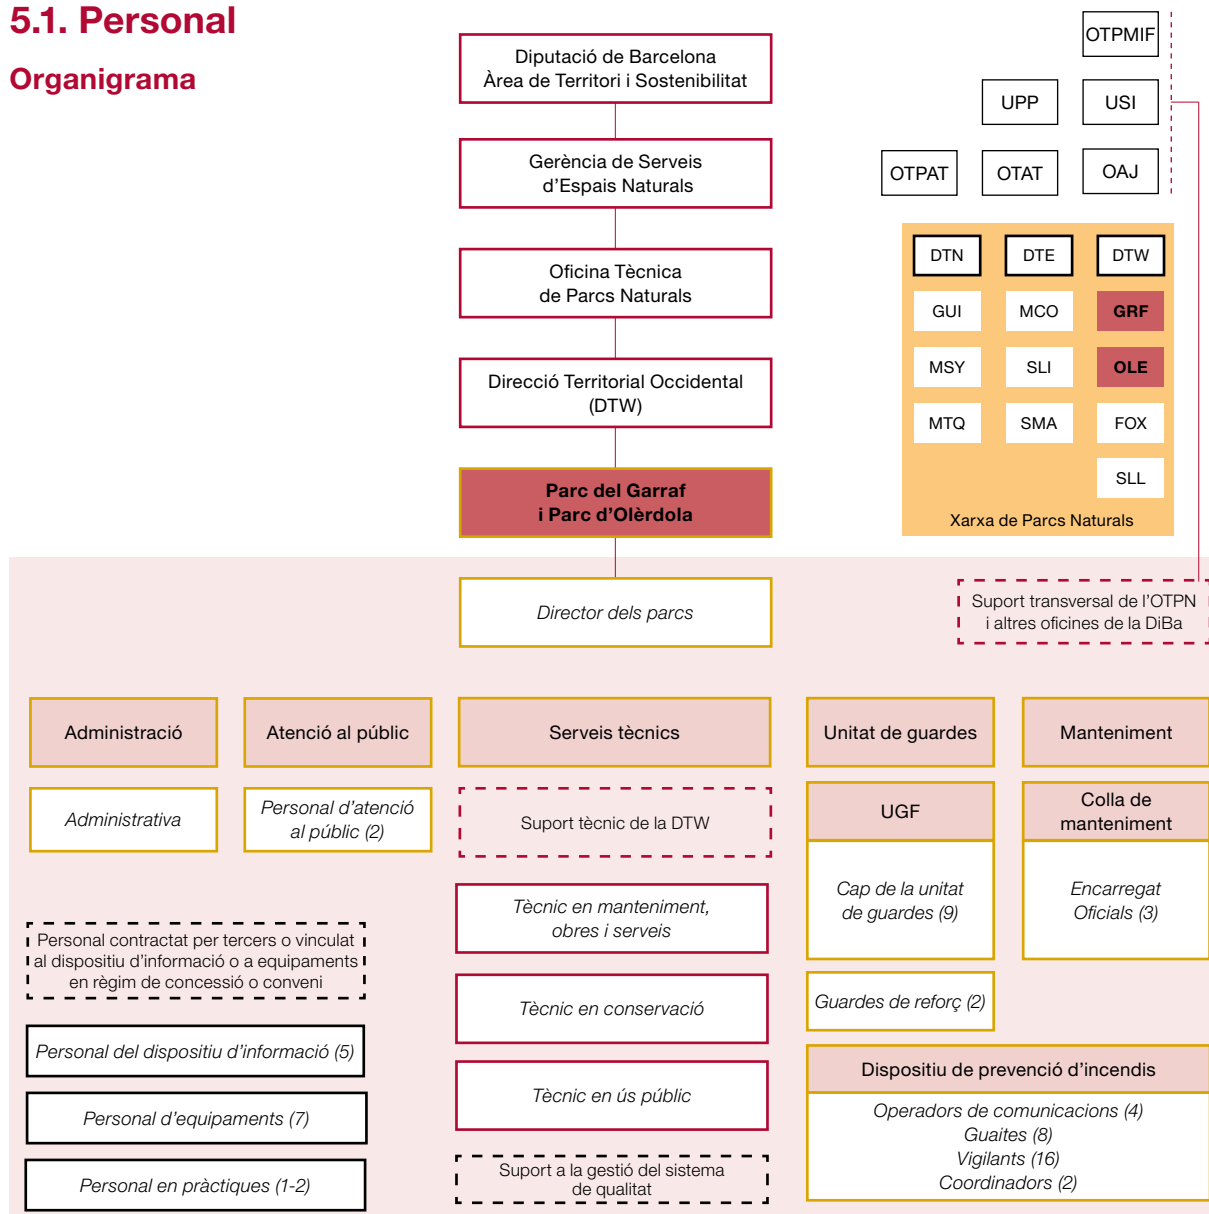 5.1. Personal
Organigrama
Diputació de Barcelona
Àrea de Territori i Sostenibilitat
Gerència de Serveis
d’Espais Naturals
Oficina Tècnica
de Parcs Naturals
Direcció Territorial Occidental
(DTW)
Parc del Garraf
i Parc d’Olèrdola
Director dels parcs
OTPMIF
UPP
USI
OTPAT
OTAT
OAJ
DTN
DTE
DTW
GUI
MCO
GRF
MSY
SLI
OLE
MTQ
SMA
FOX
SLL
Xarxa de Parcs Naturals
Suport transversal de l’OTPN
i altres oficines de la DiBa
Administració
Administrativa
Atenció al públic
Personal d’atenció
al públic (2)
Personal contractat per tercers o vinculat
al dispositiu d’informació o a equipaments
en règim de concessió o conveni
Personal del dispositiu d’informació (5)
Personal d’equipaments (7)
Personal en pràctiques (1-2)
Serveis tècnics
Suport tècnic de la DTW
Tècnic en manteniment,
obres i serveis
Tècnic en conservació
Tècnic en ús públic
Suport a la gestió del sistema
de qualitat
Unitat de guardes
UGF
Cap de la unitat
de guardes (9)
Guardes de reforç (2)
Manteniment
Colla de
manteniment
Encarregat
Oficials (3)
Dispositiu de prevenció d’incendis
Operadors de comunicacions (4)
Guaites (8)
Vigilants (16)
Coordinadors (2)